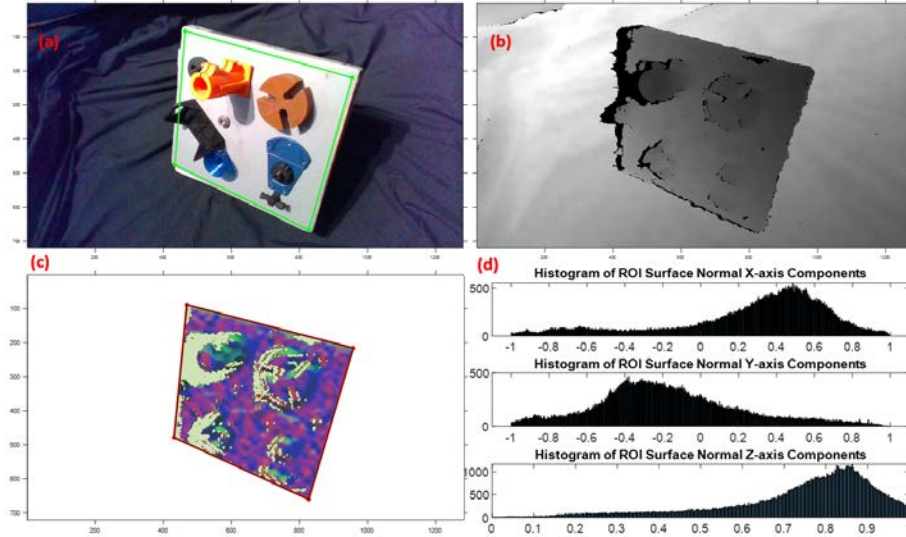 (a)
(b)
(c)
(d)
Histogram of ROI Surface Normal X-axis Components
500
0
-1 -0.8 -0.6 -0.4 -0.2 0 0.2 0.4 0.6 0.8 1
Histogram of ROI Surface Normal Y-axis Components
500
0
-1 -0.8 -0.6 -0.4 -0.2 0 0.2 0.4 0.6 0.8 1
Histogram of ROI Surface Normal Z-axis Components
1000
500
0
0 0.1 0.2 0.3 0.4 0.5 0.6 0.7 0.8 0.9
100
200
300
400
500
600
700
200 400 600 800 1000 1200